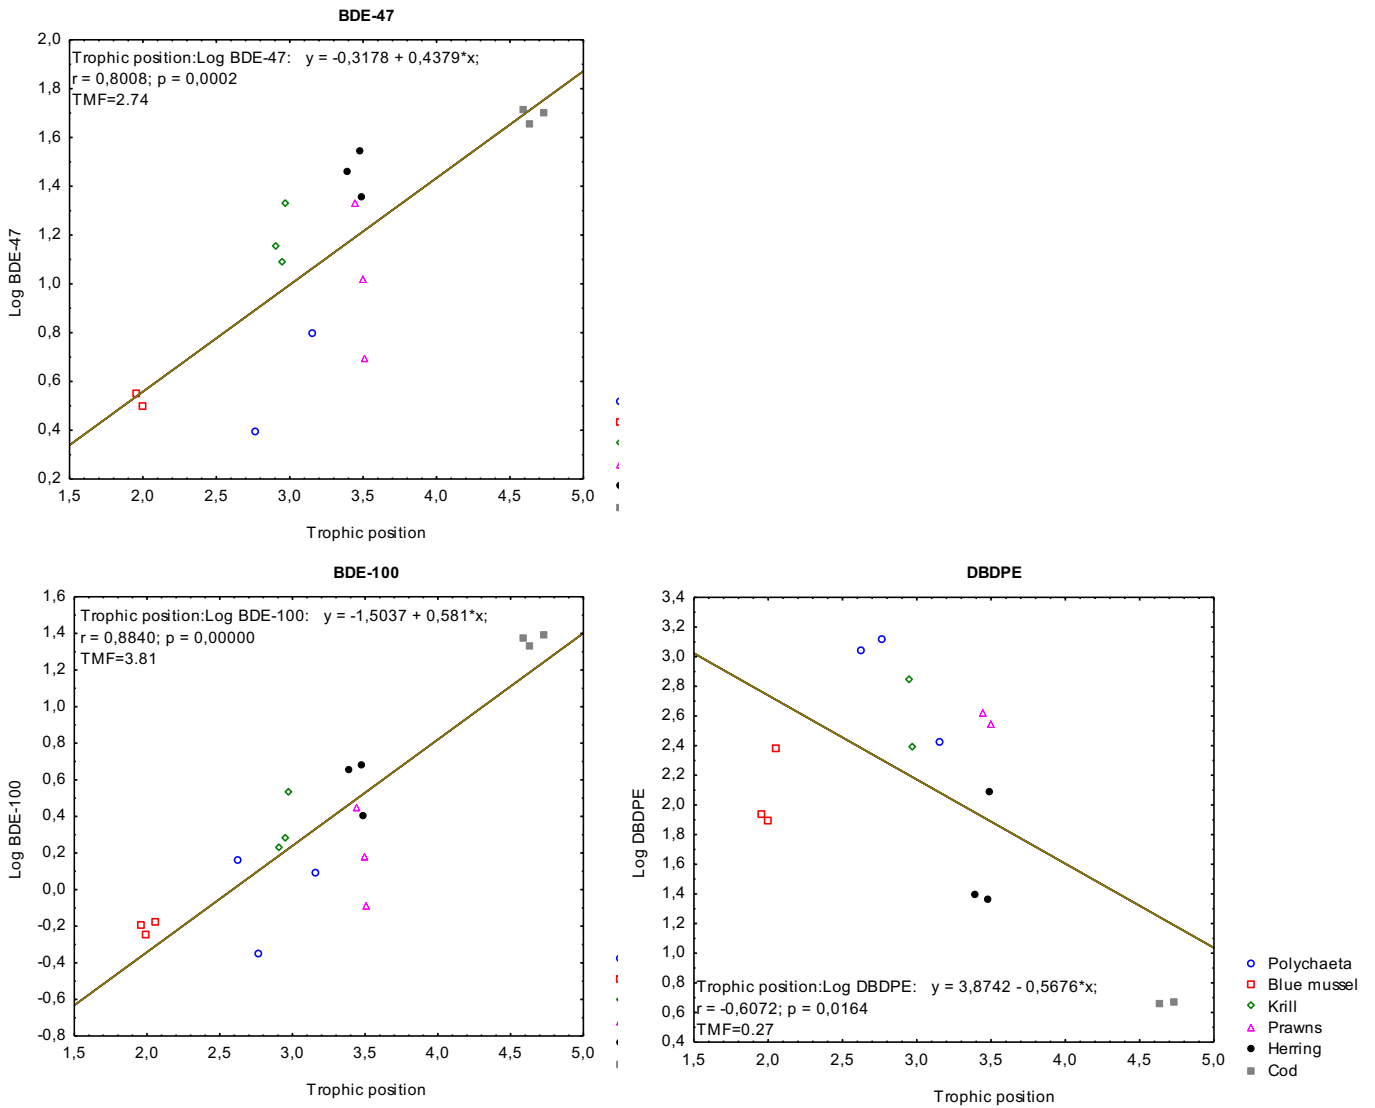 BDE-47
Trophic position:Log BDE-47: y = -0,3178 + 0,4379*x;
r = 0,8008; p = 0,0002
TMF=2.74
2,0
1,8
1,6
1,4
1,2
1,0
0,8
0,6
0,4
0,2
Log BDE-47
1,5 2,0 2,5 3,0 3,5 4,0 4,5 5,0
Trophic position
BDE-100
Trophic position:Log BDE-100: y = -1,5037 + 0,581*x;
r = 0,8840; p = 0,00000
TMF=3.81
1,6
1,4
1,2
1,0
0,8
0,6
0,4
0,2
0,0
-0,2
-0,4
-0,6
-0,8
Log BDE-100
1,5 2,0 2,5 3,0 3,5 4,0 4,5 5,0
Trophic position
DBDPE
3,4
3,2
3,0
2,8
2,6
2,4
2,2
2,0
1,8
1,6
1,4
1,2
1,0
0,8
0,6
0,4
Log DBDPE
Trophic position:Log DBDPE: y = 3,8742 - 0,5676*x;
r = -0,6072; p = 0,0164
TMF=0.27
1,5 2,0 2,5 3,0 3,5 4,0 4,5 5,0
Trophic position
Polychaeta
Blue mussel
Krill
Prawns
Herring
Cod